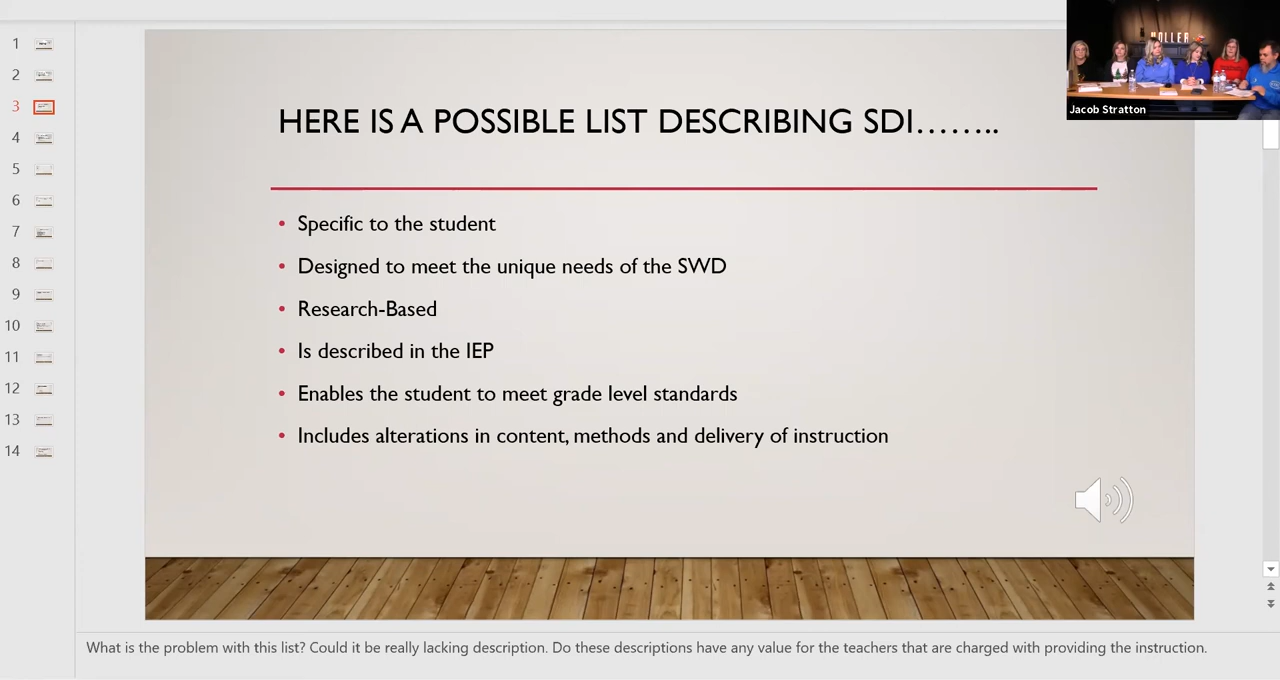 1
2
3
4
5
6
7
8
9
10
11
12
13
14
HERE IS A POSSIBLE LIST DESCRIBING SDI……..
• Specific to the student
• Designed to meet the unique needs of the SWD
• Research-Based
• Is described in the IEP
• Enables the student to meet grade level standards
• Includes alterations in content, methods and delivery of instruction
HOLLER
Jacob Stratton
What is the problem with this list? Could it be really lacking description. Do these descriptions have any value for the teachers that are charged with providing the instruction.